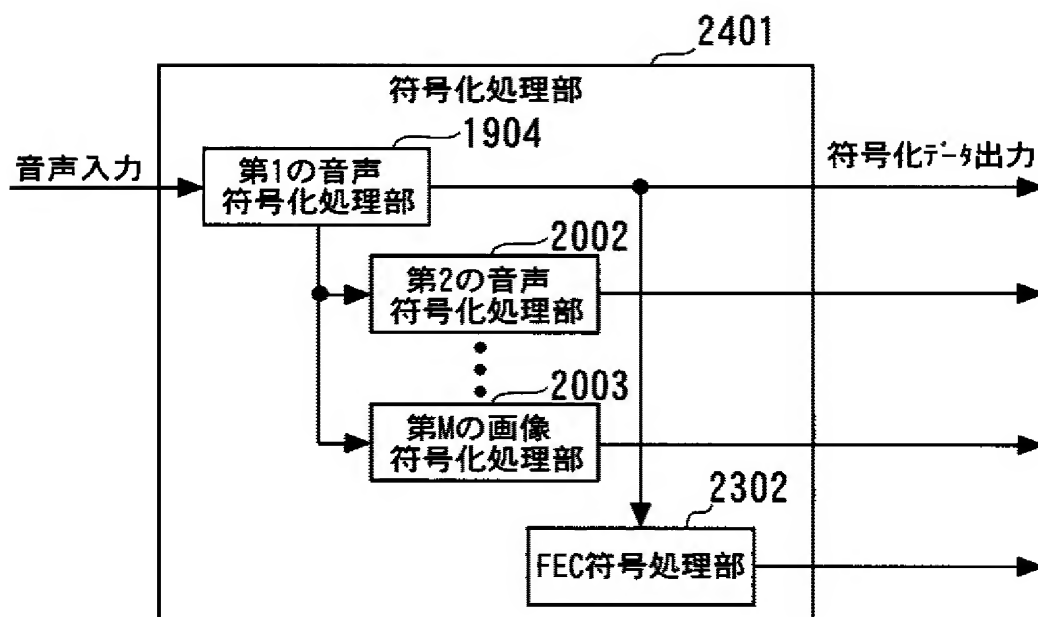 2401
符号化処理部
1904
音声入力
第1の音声
符号化処理部
符号化データ出力
2002
第2の音声
符号化処理部
2003
第Mの画像
符号化処理部
2302
FEC符号処理部